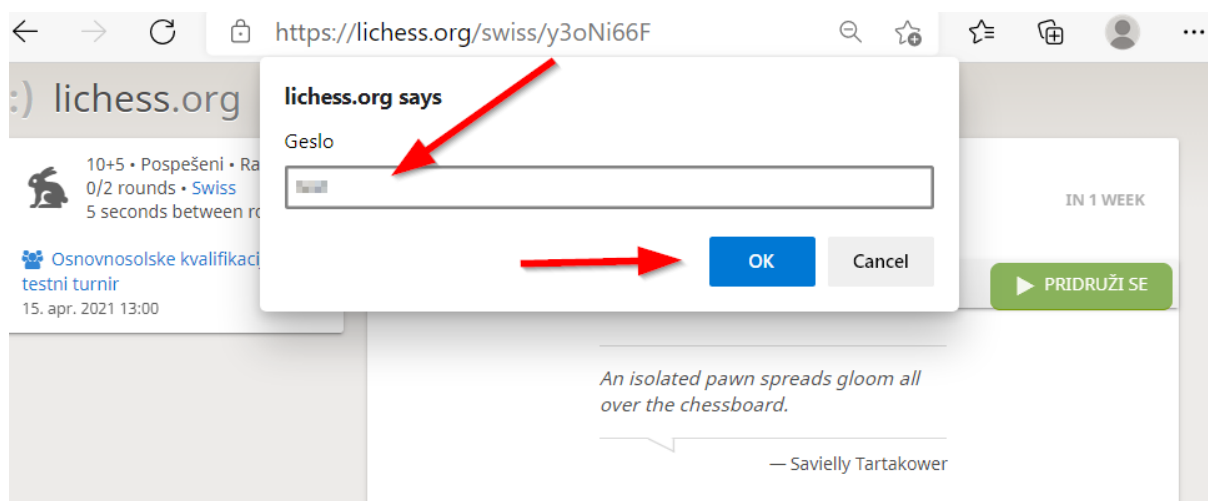 https://lichess.org/swiss/y3oNi66F
:) lichess.org
lichess.org says
Geslo
OK
Cancel
10+5 • Pospešeni • Ra
0/2 rounds • Swiss
5 seconds between ro
Osnovnosolske kvalifikacij
testni turnir
15. apr. 2021 13:00
IN 1 WEEK
PRIDRUŽI SE
An isolated pawn spreads gloom all
over the chessboard.
— Savielly Tartakower